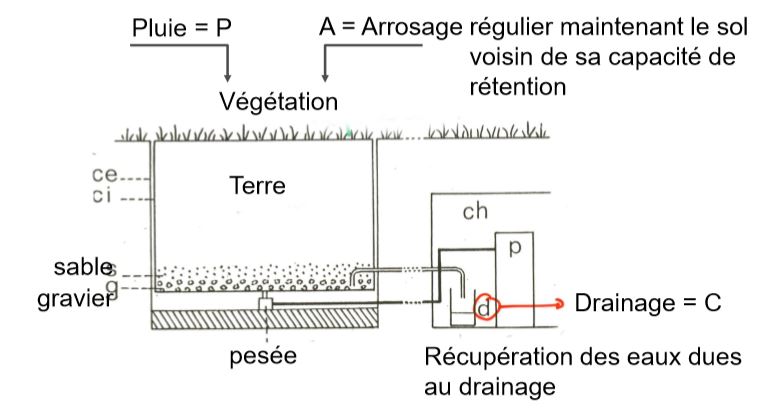 Pluie = P
A = Arrosage régulier maintenant le sol
voisin de sa capacité de
rétention
Végétation
ce
ci
Terre
ch
p
sable
s
g
gravier
d
Drainage = C
pesée
Récupération des eaux dues
au drainage